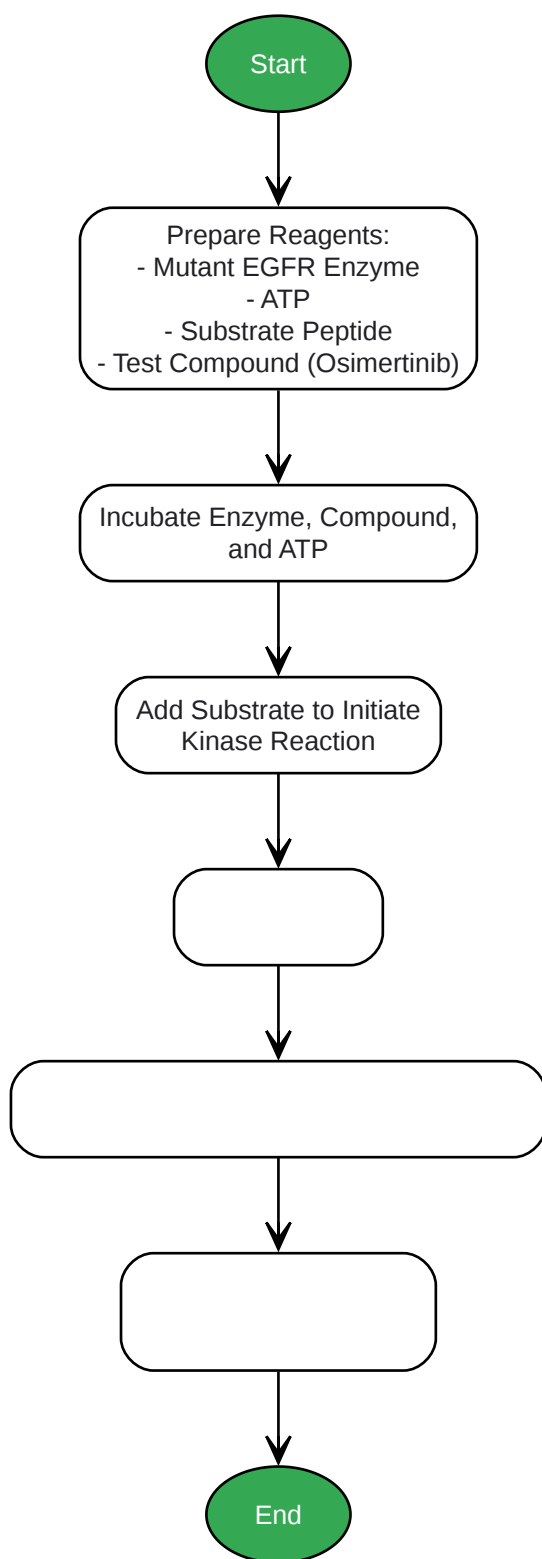 Start
Prepare Reagents:
- Mutant EGFR Enzyme
- ATP
- Substrate Peptide
- Test Compound (Osimertinib)
Incubate Enzyme, Compound,
and ATP
Add Substrate to Initiate
Kinase Reaction
End